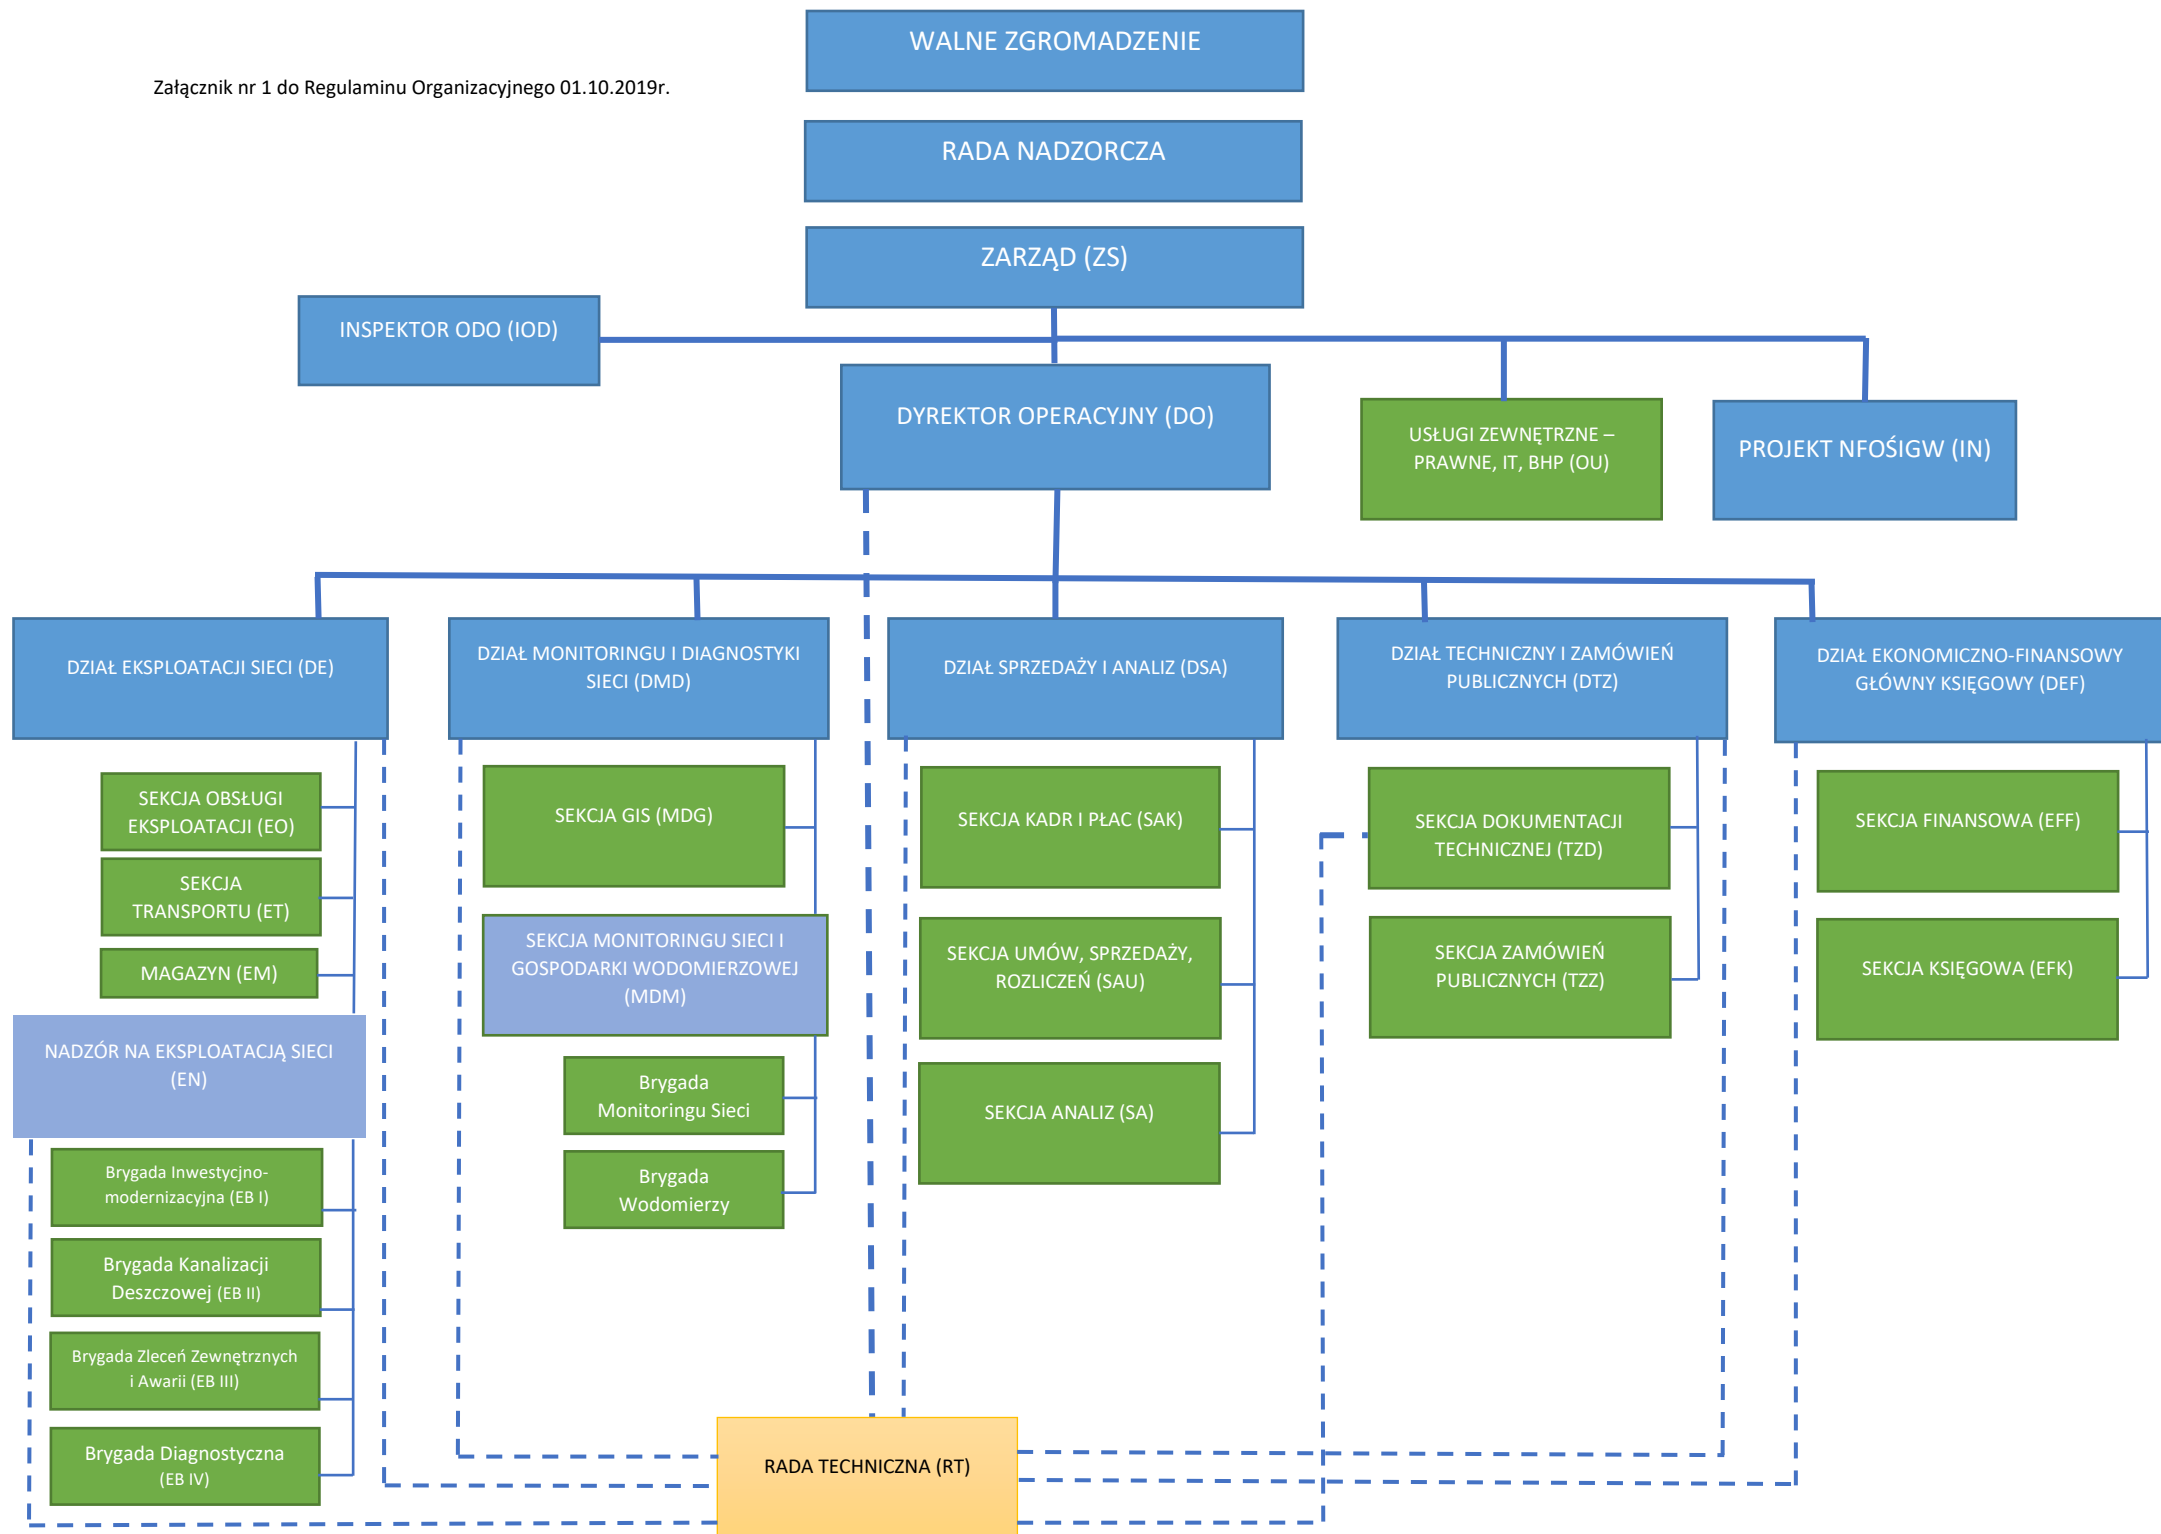 WALNE ZGROMADZENIE
Załącznik nr 1 do Regulaminu Organizacyjnego 01.10.2019r.
RADA NADZORCZA
ZARZĄD (ZS)
INSPEKTOR ODO (IOD)
DYREKTOR OPERACYJNY (DO)
USŁUGI ZEWNĘTRZNE –
PRAWNE, IT, BHP (OU)
PROJEKT NFOŚIGW (IN)
DZIAŁ EKSPLOATACJI SIECI (DE)
DZIAŁ MONITORINGU I DIAGNOSTYKI
SIECI (DMD)
DZIAŁ SPRZEDAŻY I ANALIZ (DSA)
DZIAŁ TECHNICZNY I ZAMÓWIEŃ
PUBLICZNYCH (DTZ)
DZIAŁ EKONOMICZNO-FINANSOWY
GŁÓWNY KSIĘGOWY (DEF)
SEKCJA OBSŁUGI
EKSPLOATACJI (EO)
SEKCJA
TRANSPORTU (ET)
MAGAZYN (EM)
NADZÓR NA EKSPLOATACJĄ SIECI
(EN)
Brygada Inwestycjno-
modernizacyjna (EB I)
Brygada Kanalizacji
Deszczowej (EB II)
Brygada Zleceń Zewnętrznych
i Awarii (EB III)
Brygada Diagnostyczna
(EB IV)
SEKCJA GIS (MDG)
SEKCJA MONITORINGU SIECI I
GOSPODARKI WODOMIERZOWEJ
(MDM)
Brygada
Monitoringu Sieci
Brygada
Wodomierzy
SEKCJA KADR I PŁAC (SAK)
SEKCJA UMÓW, SPRZEDAŻY,
ROZLICZEŃ (SAU)
SEKCJA ANALIZ (SA)
SEKCJA DOKUMENTACJI
TECHNICZNEJ (TZD)
SEKCJA ZAMÓWIEŃ
PUBLICZNYCH (TZZ)
SEKCJA FINANSOWA (EFF)
SEKCJA KSIĘGOWA (EFK)
RADA TECHNICZNA (RT)